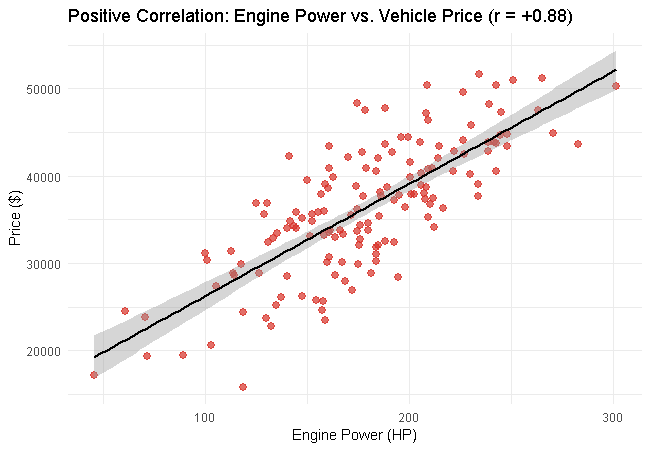 Positive Correlation: Engine Power vs. Vehicle Price (r = +0.88)
50000
40000
30000
20000
Price ($)
100
200
300
Engine Power (HP)